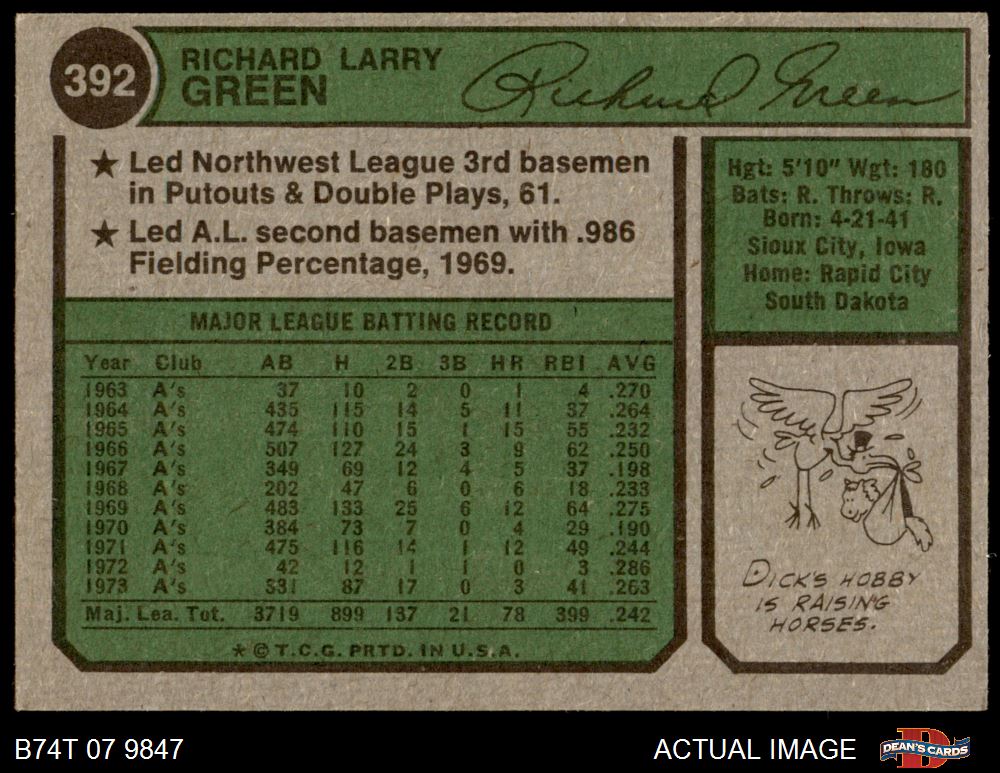 392
RICHARD LARRY
GREEN
Richard Green
★ Led Northwest League 3rd basemen
in Putouts & Double Plays, 61.
★ Led A.L. second basemen with .986
Fielding Percentage, 1969.
Hgt: 5'10" Wgt: 180
Bats: R. Throws: R.
Born: 4-21-41
Sioux City, Iowa
Home: Rapid City
South Dakota
MAJOR LEAGUE BATTING RECORD
Year Club AB H 2B 3B HR RBI AVG
1963 A's 37 10 2 0 1 4 .270
1964 A's 435 115 14 5 11 37 .264
1965 A's 474 110 15 1 15 55 .232
1966 A's 507 127 24 3 9 62 .250
1967 A's 349 69 12 4 5 37 .198
1968 A's 202 47 6 0 6 18 .233
1969 A's 483 133 25 6 12 64 .275
1970 A's 384 73 7 0 4 29 .190
1971 A's 475 116 14 1 12 49 .244
1972 A's 42 12 1 1 0 3 .286
1973 A's 331 87 17 0 3 41 .263
Maj. Lea. Tot. 3719 899 137 21 78 399 .242
* © T.C.G. PRTD. IN U.S.A.
DICK'S HOBBY
IS RAISING
HORSES.
B74T 07 9847
ACTUAL IMAGE
DEAN'S CARDS